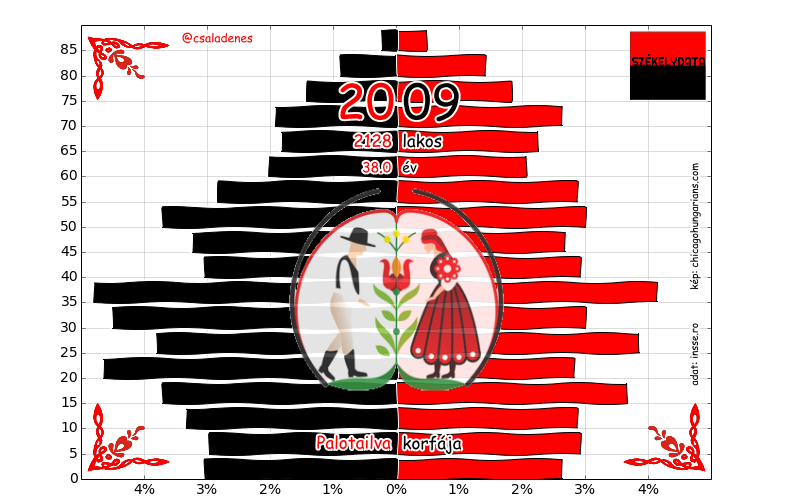 @csaladenes
SZÉKELYDATA
2009
2128 lakos
38.0 év
kép: chicagohungarians.com
adat: insse.ro
Palotailva korfája
85
80
75
70
65
60
55
50
45
40
35
30
25
20
15
10
5
0
4% 3% 2% 1% 0% 1% 2% 3% 4%